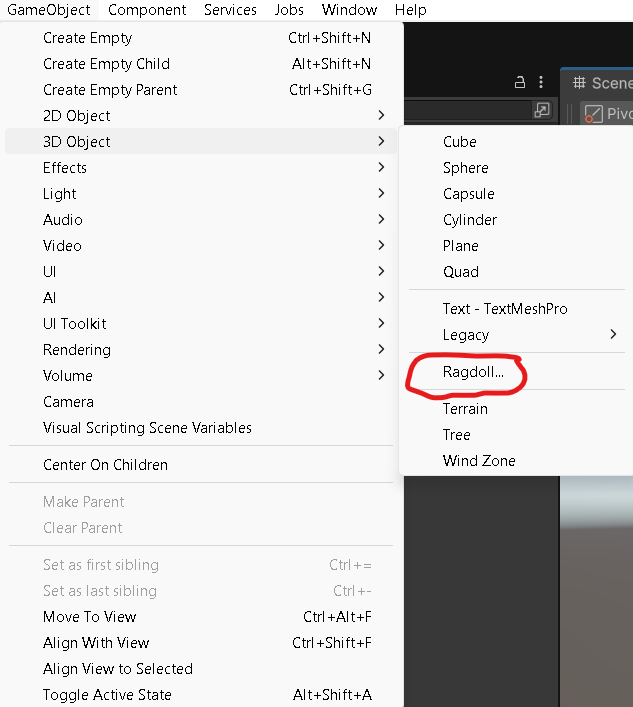 GameObject Component Services Jobs Window Help
Create Empty Ctrl+Shift+N
Create Empty Child Alt+Shift+N
Create Empty Parent Ctrl+Shift+G
2D Object
3D Object
Effects
Light
Audio
Video
UI
AI
UI Toolkit
Rendering
Volume
Camera
Visual Scripting Scene Variables
Center On Children
Make Parent
Clear Parent
Set as first sibling Ctrl+=
Set as last sibling Ctrl+-
Move To View Ctrl+Alt+F
Align With View Ctrl+Shift+F
Align View to Selected
Toggle Active State Alt+Shift+A
Scene
Pivo
Cube
Sphere
Capsule
Cylinder
Plane
Quad
Text - TextMeshPro
Legacy
Ragdoll...
Terrain
Tree
Wind Zone